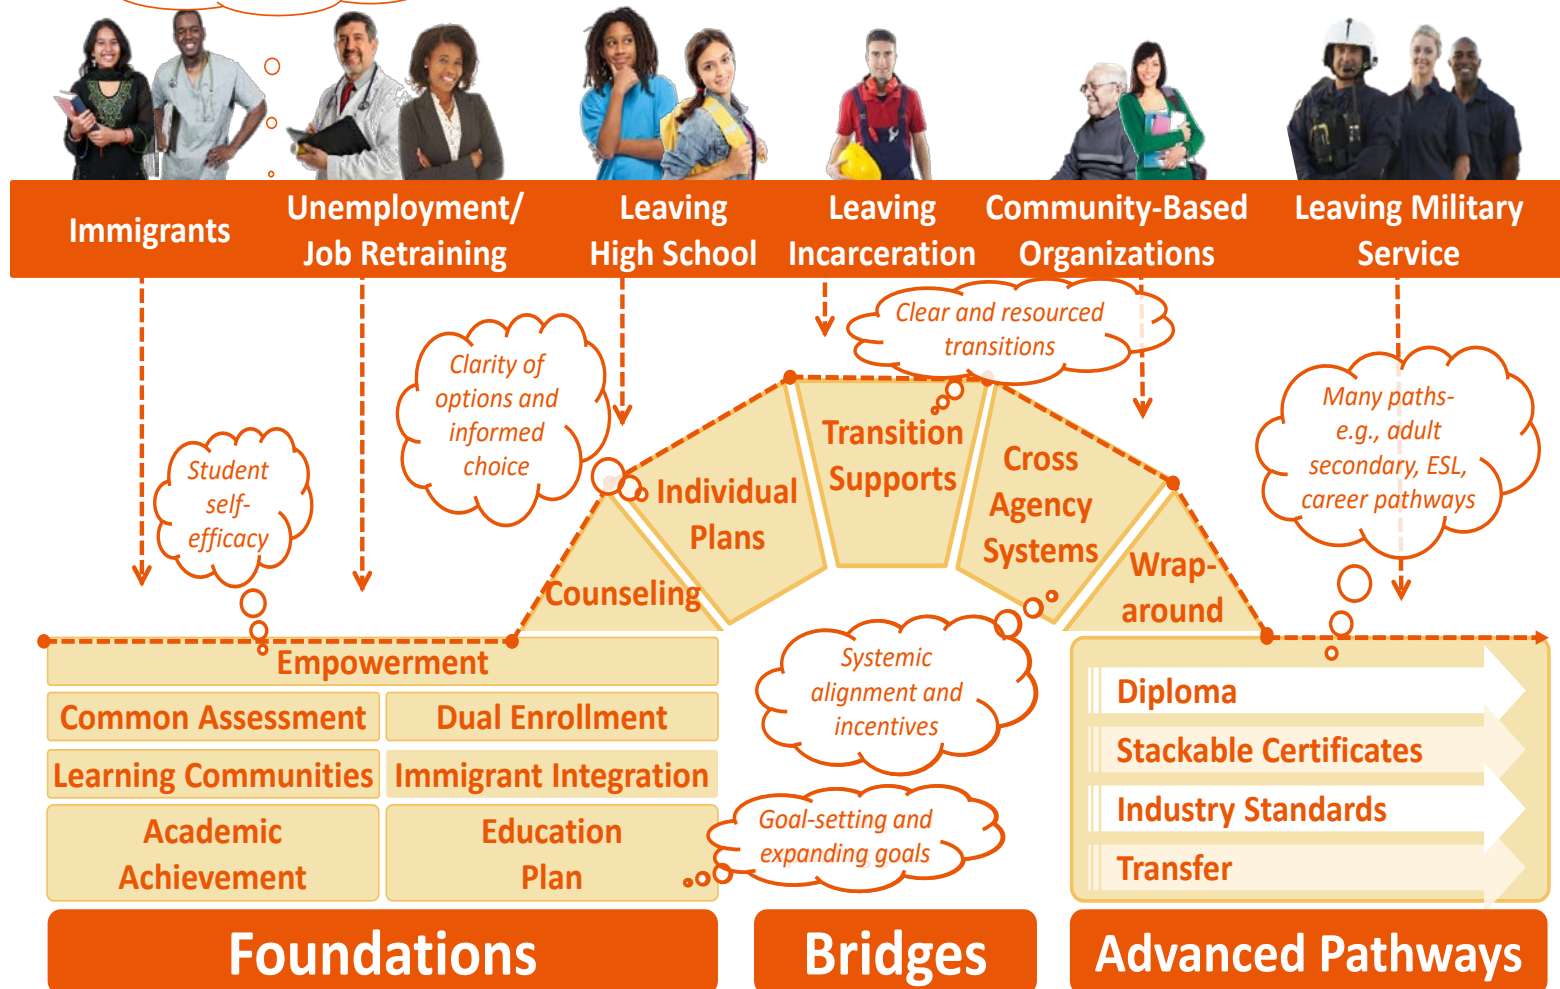 Immigrants
Unemployment/
Job Retraining
Leaving
High School
Leaving
Incarceration
Community-Based
Organizations
Leaving Military
Service
Clear and resourced
transitions
Clarity of
options and
informed
choice
Many paths-
e.g., adult
secondary, ESL,
career pathways
Student
self-
efficacy
Counseling
Individual
Plans
Transition
Supports
Cross
Agency
Systems
Wrap-
around
Empowerment
Common Assessment
Dual Enrollment
Learning Communities
Immigrant Integration
Academic
Achievement
Education
Plan
Systemic
alignment and
incentives
Goal-setting and
expanding goals
Diploma
Stackable Certificates
Industry Standards
Transfer
Foundations
Bridges
Advanced Pathways